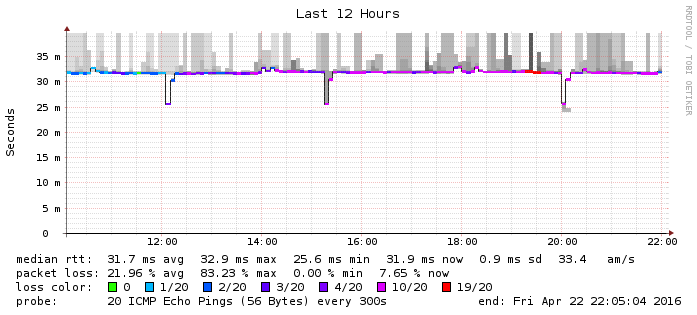 Last 12 Hours
RRDTOOL / TOBI OETIKER
Seconds
35 m
30 m
25 m
20 m
15 m
10 m
5 m
0
12:00 14:00 16:00 18:00 20:00 22:00
median rtt: 31.7 ms avg 32.9 ms max 25.6 ms min 31.9 ms now 0.9 ms sd 33.4 am/s
packet loss: 21.96 % avg 83.23 % max 0.00 % min 7.65 % now
loss color: 0 1/20 2/20 3/20 4/20 10/20 19/20
probe: 20 ICMP Echo Pings (56 Bytes) every 300s end: Fri Apr 22 22:05:04 2016